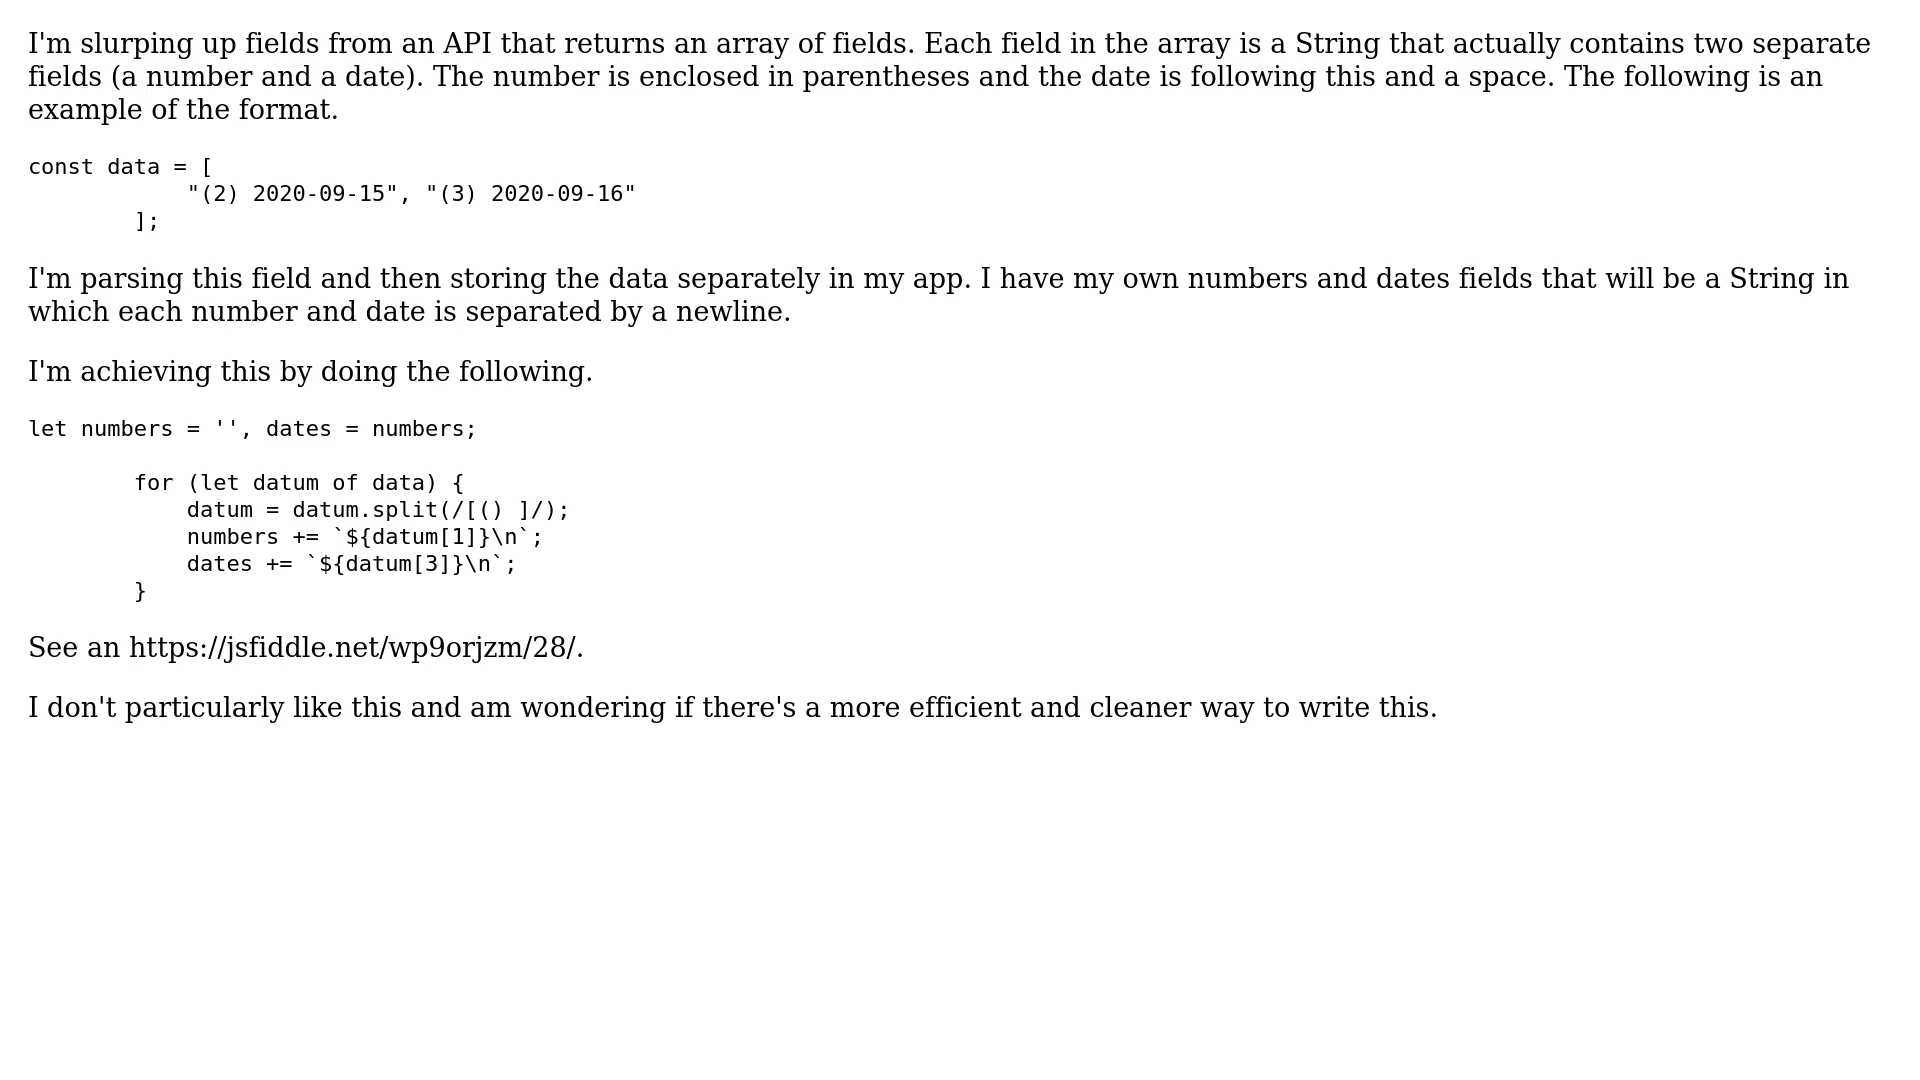 I'm slurping up fields from an API that returns an array of fields. Each field in the array is a String that actually contains two separate
fields (a number and a date). The number is enclosed in parentheses and the date is following this and a space. The following is an
example of the format.
const data = [
            "(2) 2020-09-15", "(3) 2020-09-16"
        ];
I'm parsing this field and then storing the data separately in my app. I have my own numbers and dates fields that will be a String in
which each number and date is separated by a newline.
I'm achieving this by doing the following.
let numbers = '', dates = numbers;
        for (let datum of data) {
            datum = datum.split(/[() ]/);
            numbers += `${datum[1]}\n`;
            dates += `${datum[3]}\n`;
        }
See an https://jsfiddle.net/wp9orjzm/28/.
I don't particularly like this and am wondering if there's a more efficient and cleaner way to write this.